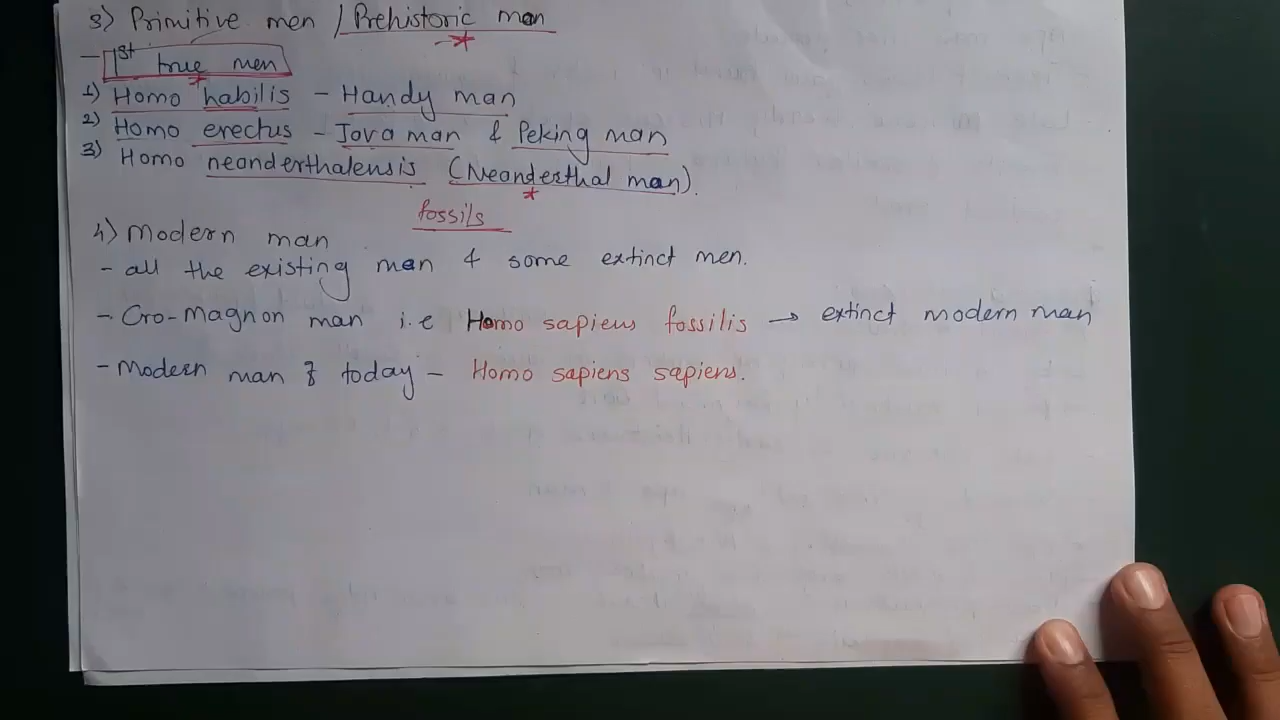 3) Primitive men / Prehistoric man
- 1st true men
1) Homo habilis - Handy man
2) Homo erectus - Java man & Peking man
3) Homo neanderthalensis (Neanderthal man).
fossils
4) Modern man
- all the existing man & some extinct men.
- Cro-Magnon man i.e Homo sapiens fossilis → extinct modern man
- Modern man of today - Homo sapiens sapiens.